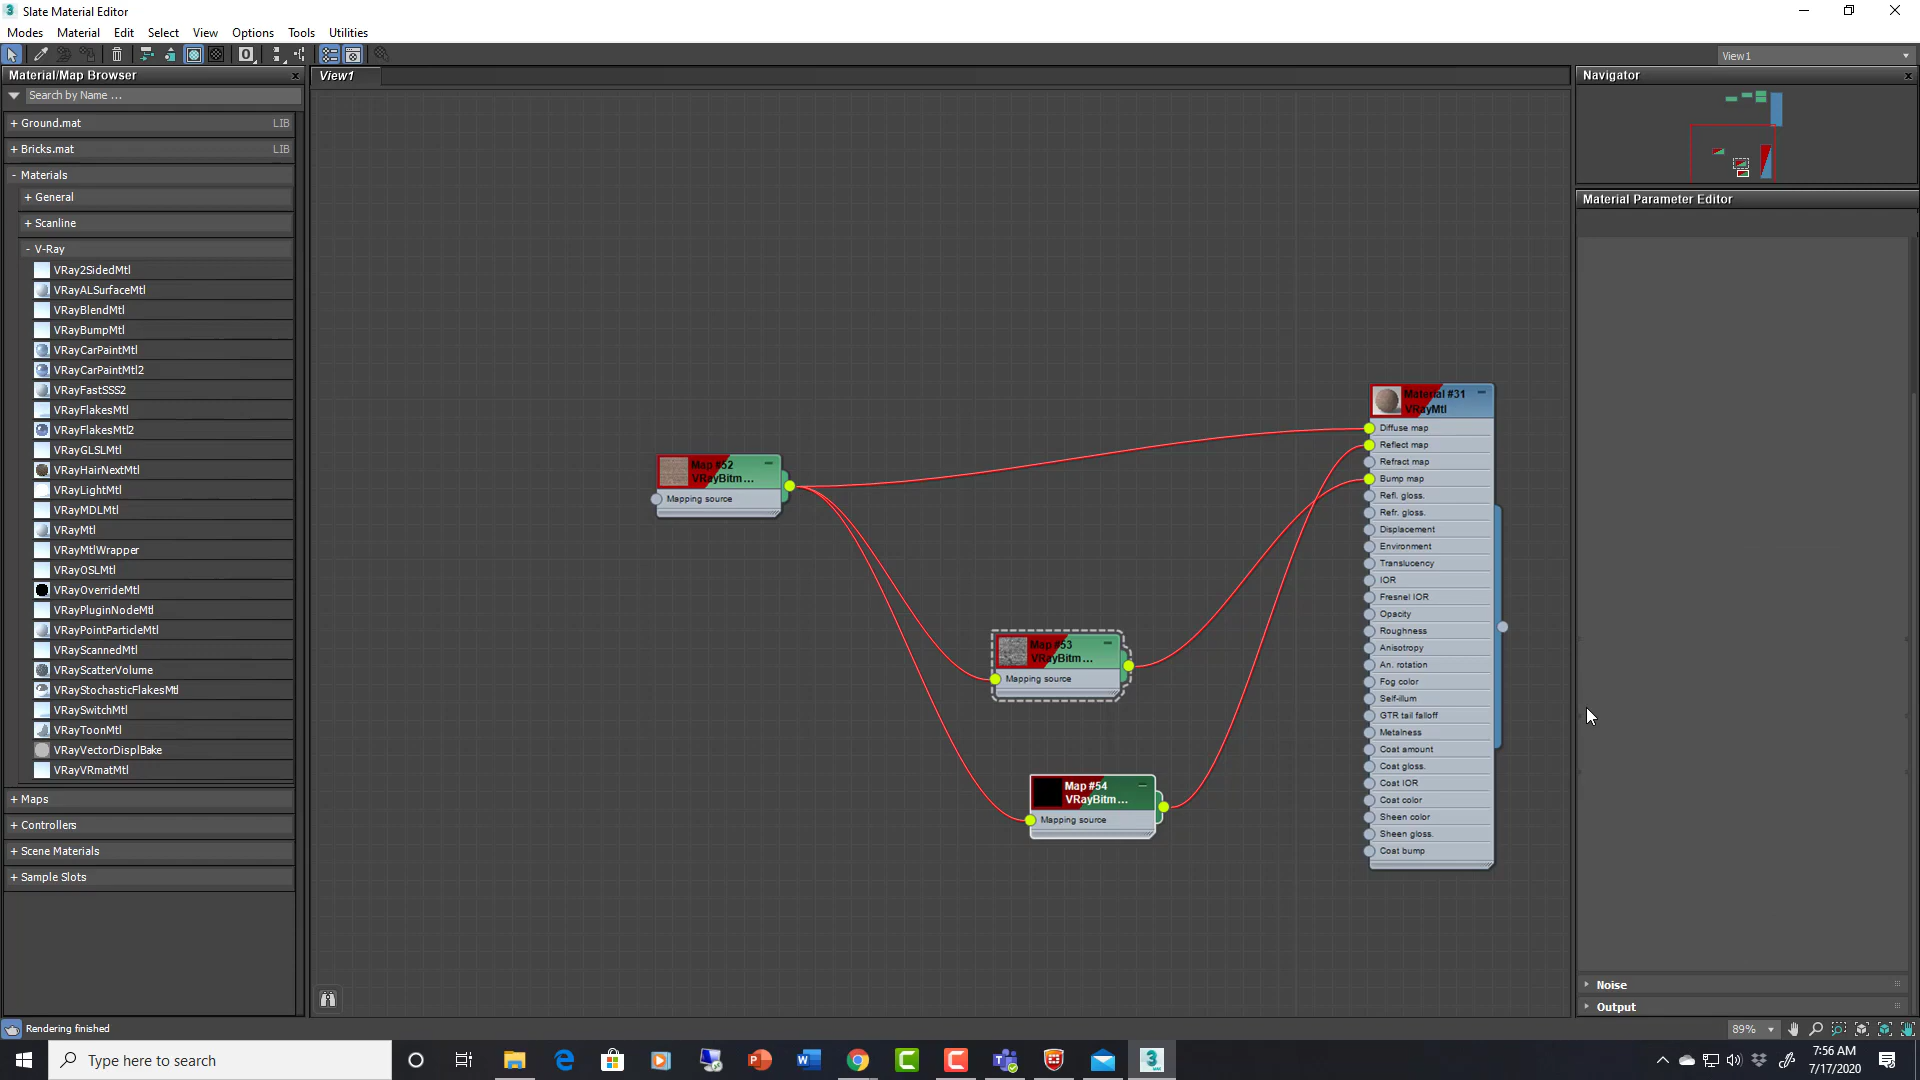 Slate Material Editor
Modes Material Edit Select View Options Tools Utilities
View1
Material/Map Browser
View1
Navigator
Search by Name ...
+ Ground.mat LIB
+ Bricks.mat LIB
- Materials
+ General
+ Scanline
- V-Ray
VRay2SidedMtl
VRayALSurfaceMtl
VRayBlendMtl
VRayBumpMtl
VRayCarPaintMtl
VRayCarPaintMtl2
VRayFastSSS2
VRayFlakesMtl
VRayFlakesMtl2
VRayGLSLMtl
VRayHairNextMtl
VRayLightMtl
VRayMDLMtl
VRayMtl
VRayMtlWrapper
VRayOSLMtl
VRayOverrideMtl
VRayPluginNodeMtl
VRayPointParticleMtl
VRayScannedMtl
VRayScatterVolume
VRayStochasticFlakesMtl
VRaySwitchMtl
VRayToonMtl
VRayVectorDisplBake
VRayVRmatMtl
+ Maps
+ Controllers
+ Scene Materials
+ Sample Slots
Map #52
VRayBitm...
Mapping source
Map #53
VRayBitm...
Mapping source
Map #54
VRayBitm...
Mapping source
Material #31
VRayMtl
Diffuse map
Reflect map
Refract map
Bump map
Refl. gloss.
Refr. gloss.
Displacement
Environment
Translucency
IOR
Fresnel IOR
Opacity
Roughness
Anisotropy
An. rotation
Fog color
Self-illum
GTR tail falloff
Metalness
Coat amount
Coat gloss.
Coat IOR
Coat color
Sheen color
Sheen gloss.
Coat bump
Material Parameter Editor
Noise
Output
Rendering finished
89%
Type here to search
7:56 AM
7/17/2020